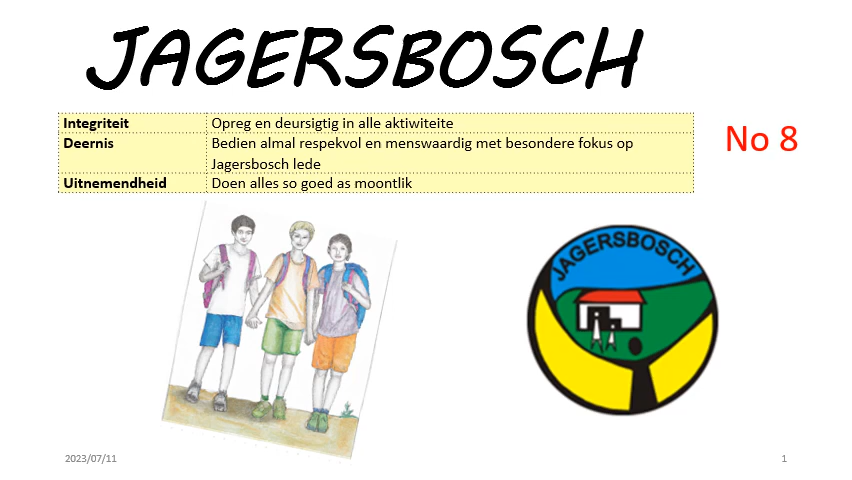 JAGERSBOSCH
Integriteit Opreg en deursigtig in alle aktiwiteite
No 8
Deernis Bedien almal respekvol en menswaardig met besondere fokus op
Jagersbosch lede
Uitnemendheid Doen alles so goed as moontlik
JAGERSBOSCH
2023/07/11
1